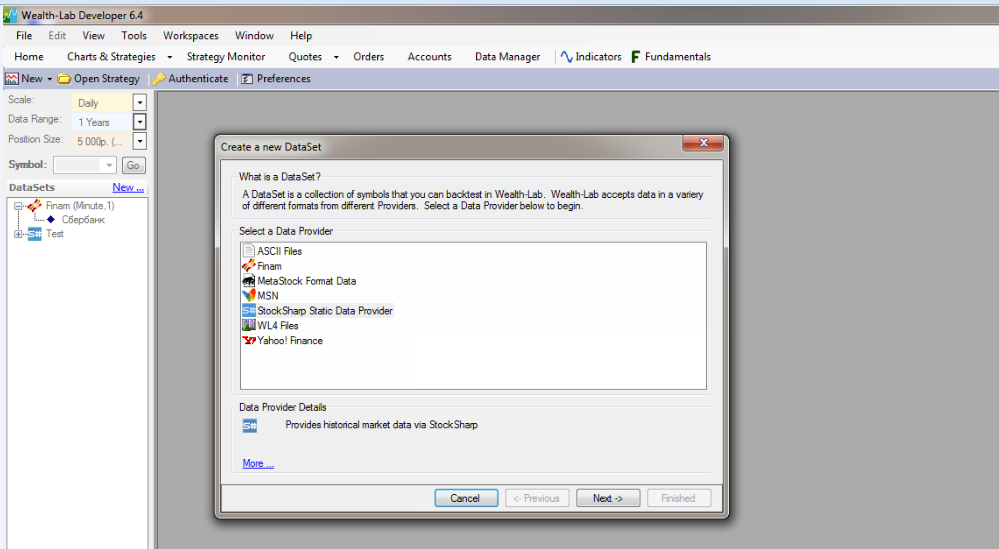 Wealth-Lab Developer 6.4
File Edit View Tools Workspaces Window Help
Home Charts & Strategies Strategy Monitor Quotes Orders Accounts Data Manager Indicators F Fundamentals
New Open Strategy Authenticate Preferences
Scale: Daily
Data Range: 1 Years
Position Size: 5 000р. (...
Symbol: Go
DataSets New ...
Finam (Minute,1)
Сбербанк
S# Test
Create a new DataSet
What is a DataSet?
A DataSet is a collection of symbols that you can backtest in Wealth-Lab. Wealth-Lab accepts data in a variery
of different formats from different Providers. Select a Data Provider below to begin.
Select a Data Provider
ASCII Files
Finam
MetaStock Format Data
MSN
S# StockSharp Static Data Provider
WL4 Files
Y? Yahoo! Finance
Data Provider Details
S# Provides historical market data via StockSharp
More ...
Cancel <- Previous Next -> Finished